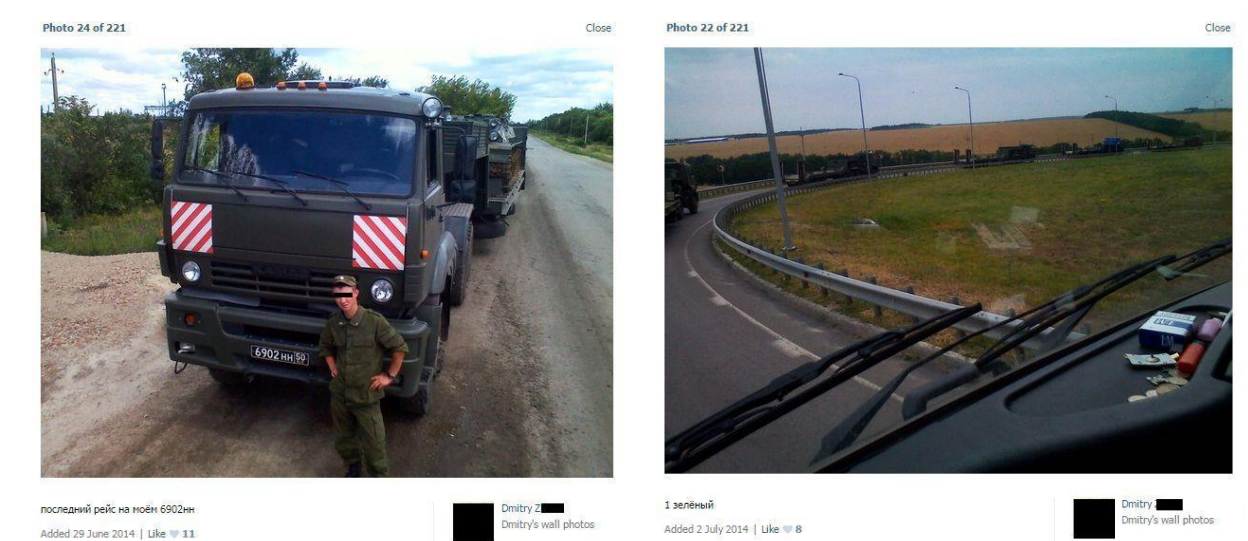 Photo 24 of 221
Close
6902 НН 50
последний рейс на моём 6902нн
Added 29 June 2014 | Like 11
Dmitry Z
Dmitry's wall photos
Photo 22 of 221
Close
LM
1 зелёный
Added 2 July 2014 | Like 8
Dmitry
Dmitry's wall photos